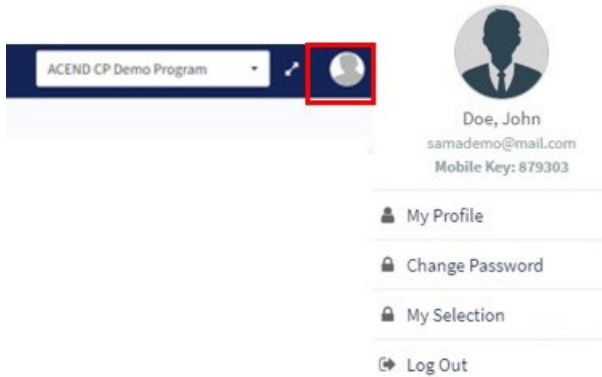 ACEND CP Demo Program
Doe, John
samademo@mail.com
Mobile Key: 879303
My Profile
Change Password
My Selection
Log Out